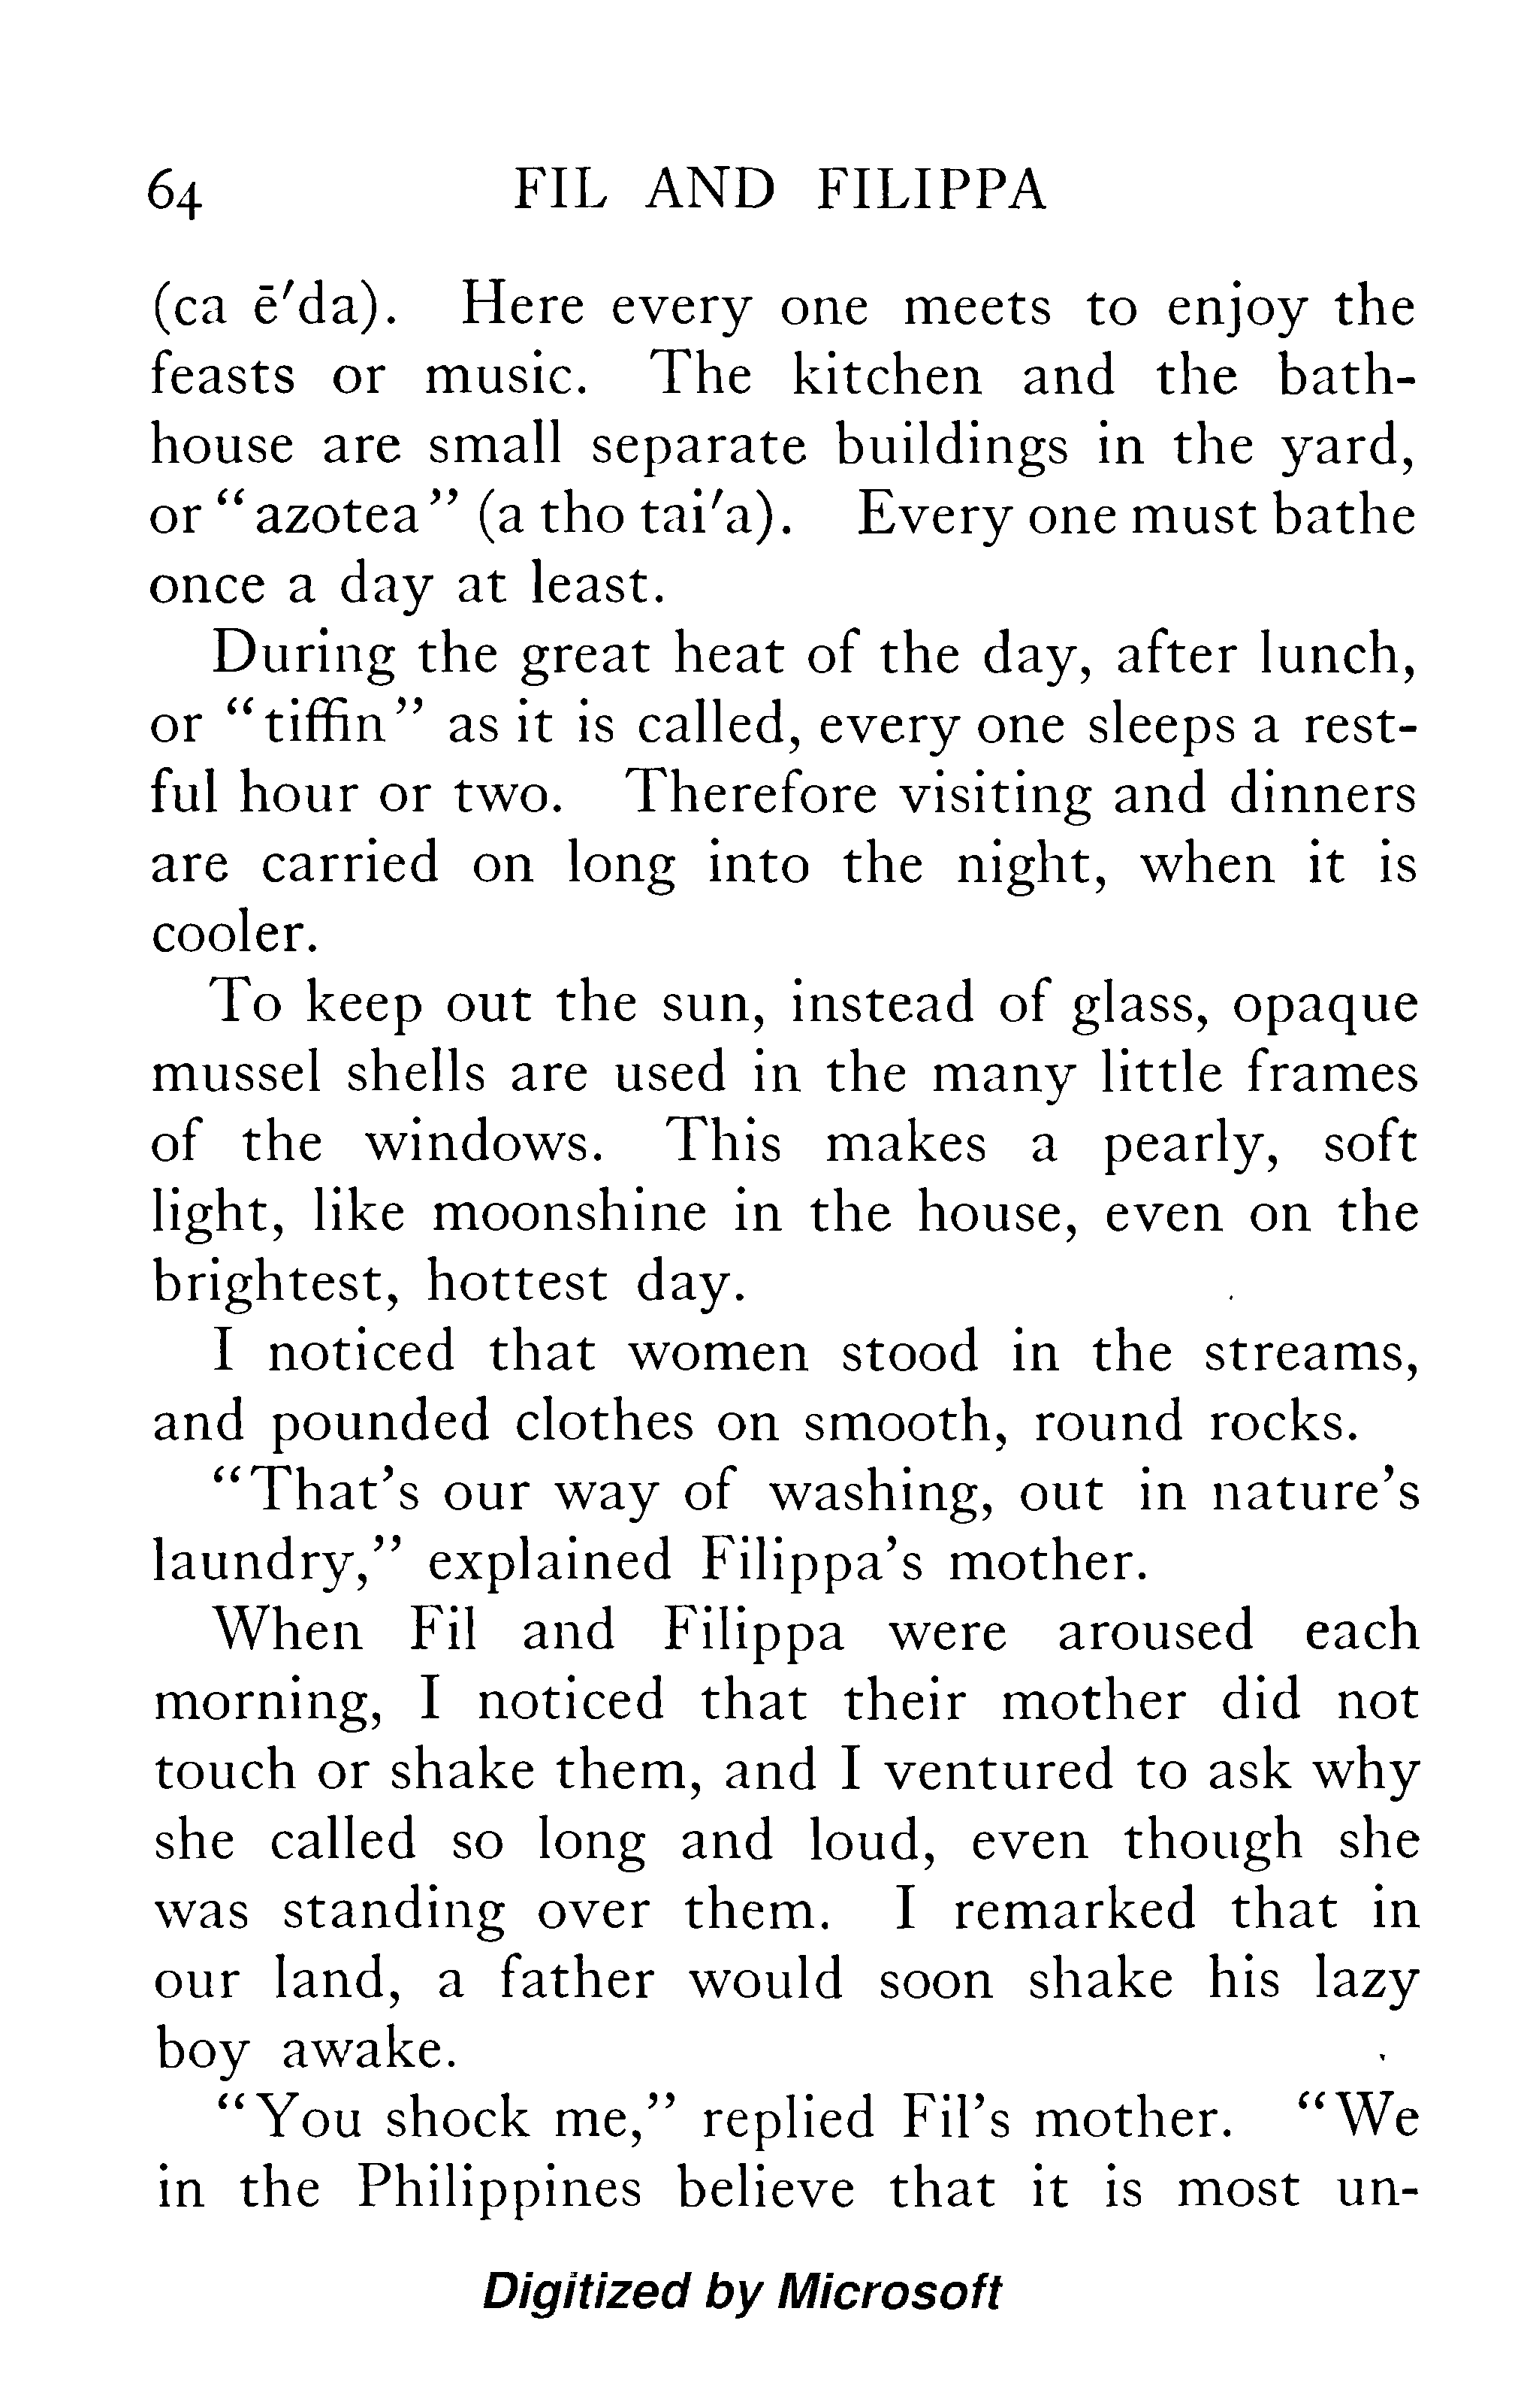 64 FIL AND FILIPPA
(ca ē'da). Here every one meets to enjoy the
feasts or music. The kitchen and the bath-
house are small separate buildings in the yard,
or “azotea” (a tho tai'a). Every one must bathe
once a day at least.
During the great heat of the day, after lunch,
or “tiffin” as it is called, every one sleeps a rest-
ful hour or two. Therefore visiting and dinners
are carried on long into the night, when it is
cooler.
To keep out the sun, instead of glass, opaque
mussel shells are used in the many little frames
of the windows. This makes a pearly, soft
light, like moonshine in the house, even on the
brightest, hottest day.
I noticed that women stood in the streams,
and pounded clothes on smooth, round rocks.
“That’s our way of washing, out in nature’s
laundry,” explained Filippa’s mother.
When Fil and Filippa were aroused each
morning, I noticed that their mother did not
touch or shake them, and I ventured to ask why
she called so long and loud, even though she
was standing over them. I remarked that in
our land, a father would soon shake his lazy
boy awake.
“You shock me,” replied Fil’s mother. “We
in the Philippines believe that it is most un-
Digitized by Microsoft